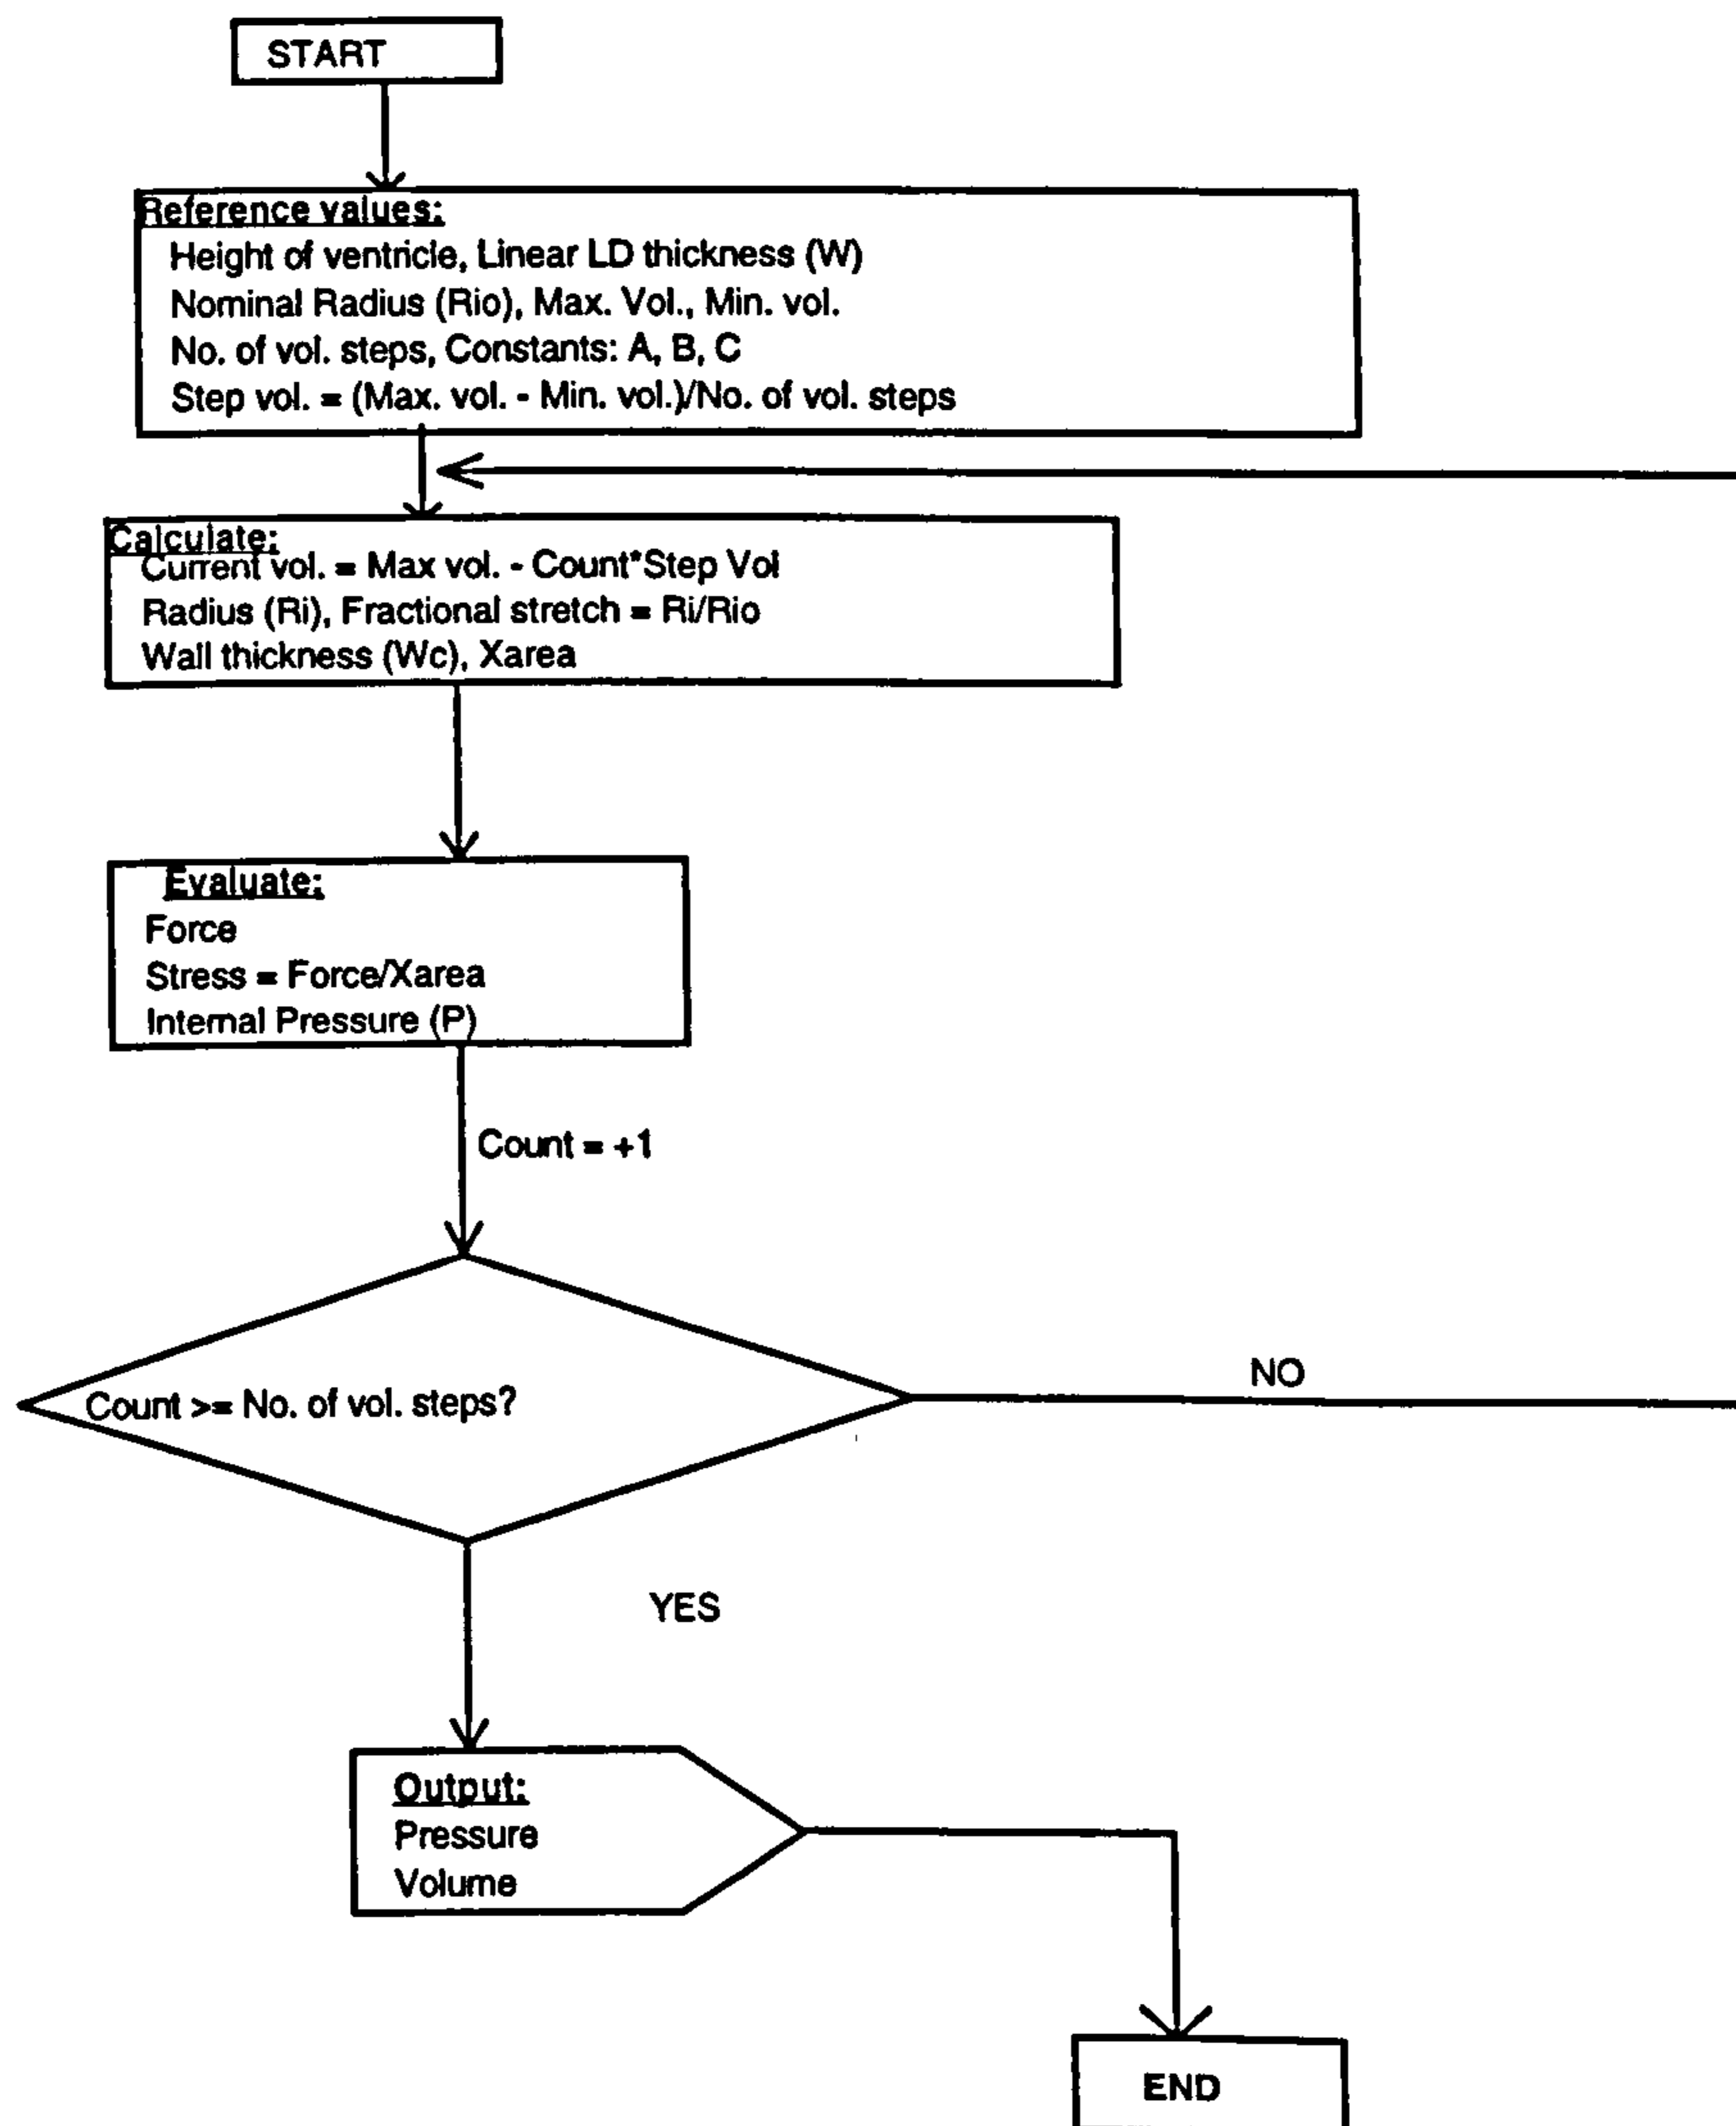 START
Reference values:
Height of ventricle, Linear LD thickness (W)
Nominal Radius (Rio), Max. Vol., Min. vol.
No. of vol. steps, Constants: A, B, C
Step vol. = (Max. vol. - Min. vol.)/No. of vol. steps
Calculate:
Current vol. = Max vol. - Count*Step Vol
Radius (Ri), Fractional stretch = Ri/Rio
Wall thickness (Wc), Xarea
Evaluate:
Force
Stress = Force/Xarea
Internal Pressure (P)
Count = +1
Count >= No. of vol. steps?
NO
YES
Output:
Pressure
Volume
END